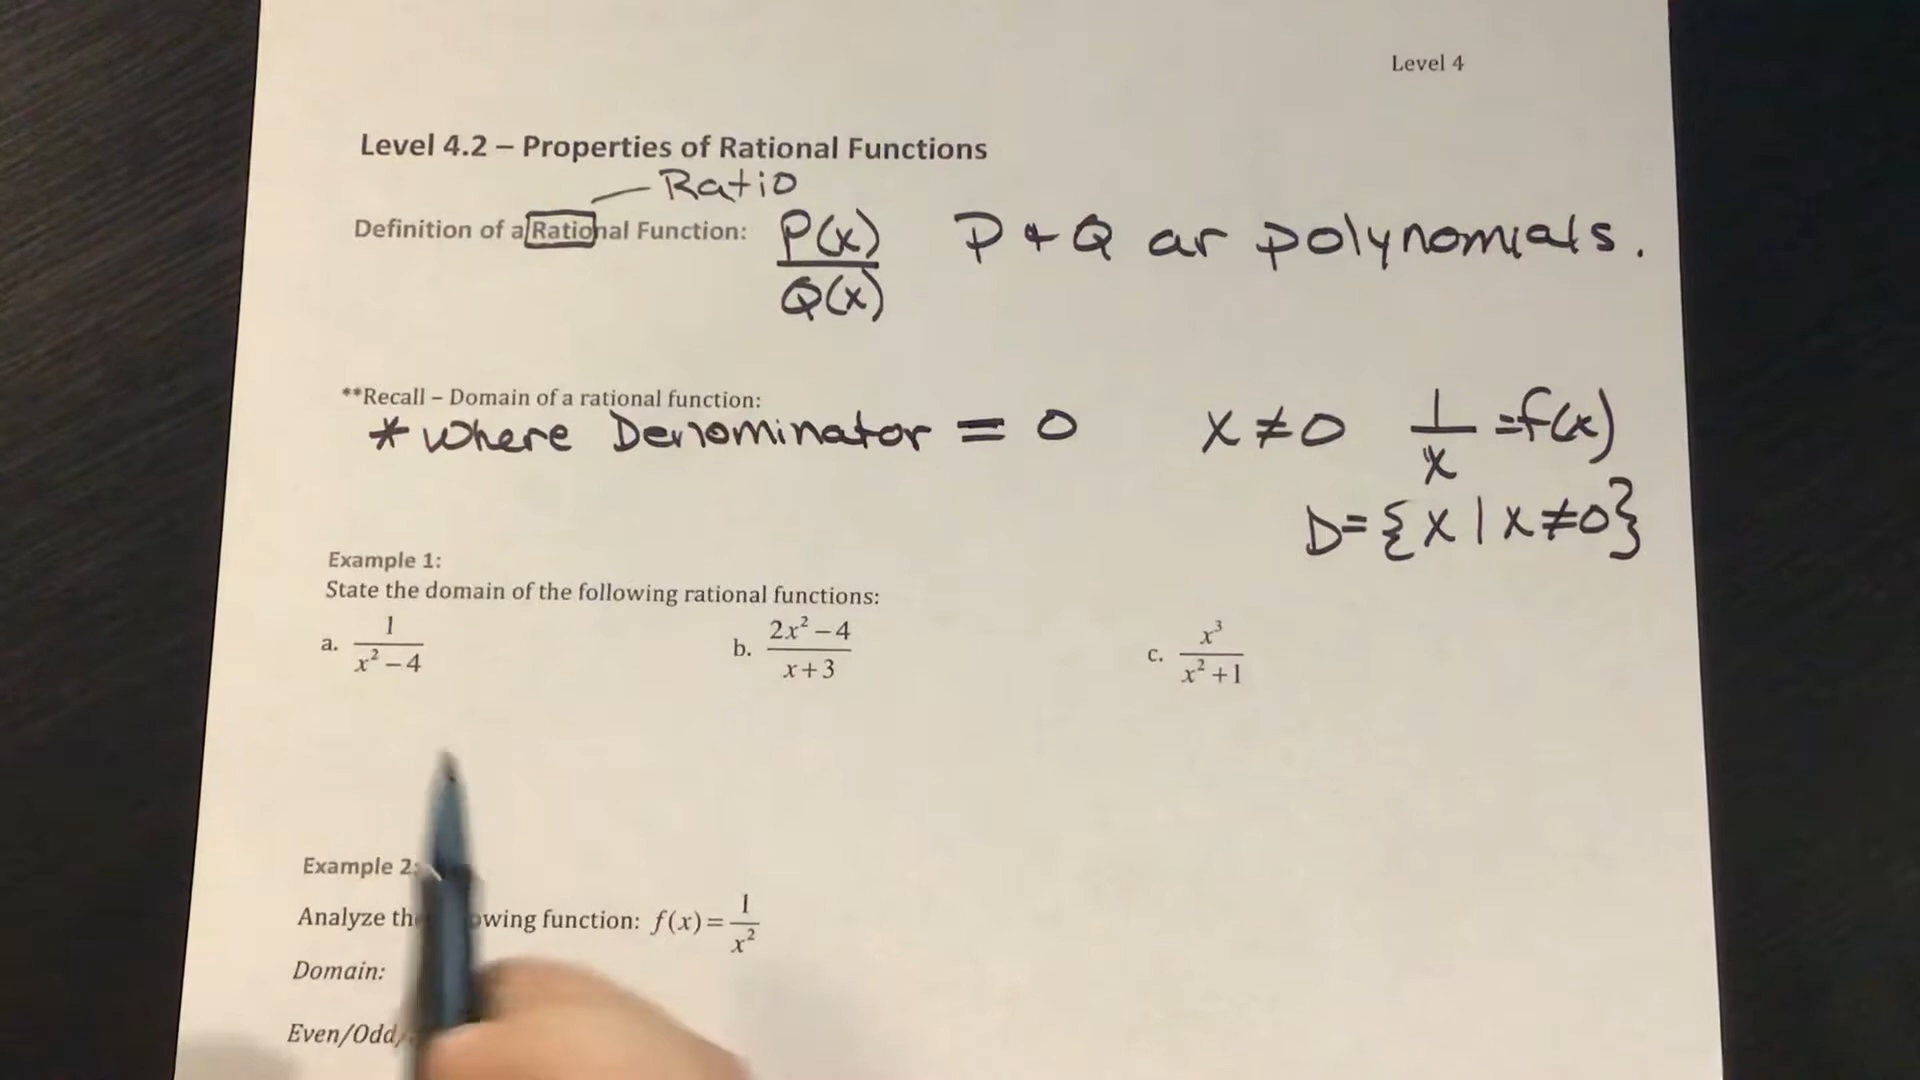 Level 4
Level 4.2 – Properties of Rational Functions
Ratio
Definition of a Rational Function: P(x)/Q(x) P + Q ar polynomials.
**Recall – Domain of a rational function:
* where Denominator = 0 x ≠ 0 1/x = f(x)
D = {x | x ≠ 0}
Example 1:
State the domain of the following rational functions:
a. 1/(x² – 4) b. (2x² – 4)/(x + 3) c. x³/(x² + 1)
Example 2:
Analyze th wing function: f(x) = 1/x²
Domain:
Even/Odd/